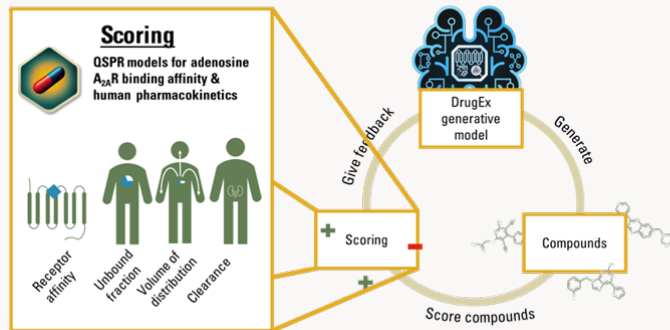 Scoring
QSPR models for adenosine
A2AR binding affinity &
human pharmacokinetics
Receptor
affinity
Unbound
fraction
Volume of
distribution
Clearance
DrugEx
generative
model
Give feedback
Generate
+
Scoring
-
Compounds
+
Score compounds